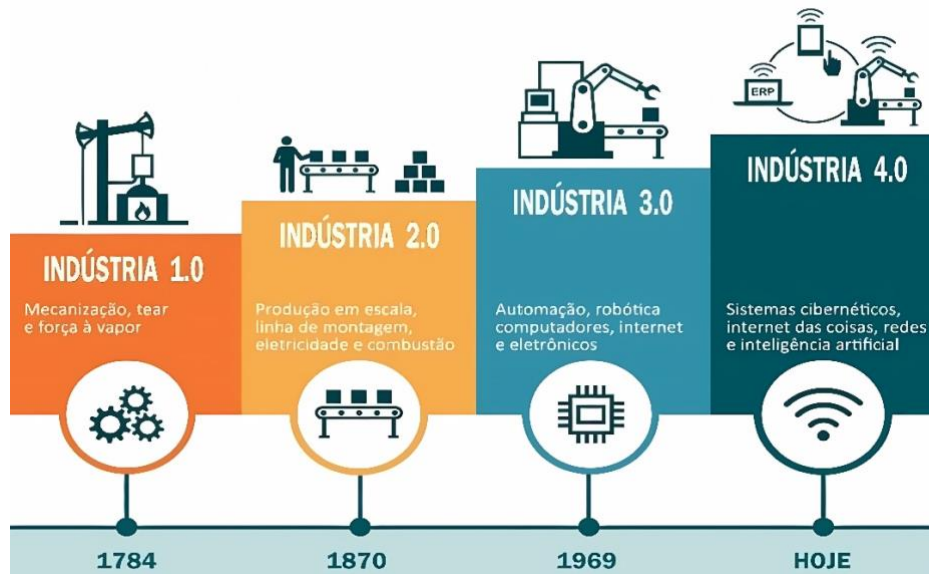 ERP
INDÚSTRIA 1.0
Mecanização, tear
e força à vapor
1784
INDÚSTRIA 2.0
Produção em escala,
linha de montagem,
eletricidade e combustão
1870
INDÚSTRIA 3.0
Automação, robótica
computadores, internet
e eletrônicos
1969
INDÚSTRIA 4.0
Sistemas cibernéticos,
internet das coisas, redes
e inteligência artificial
HOJE